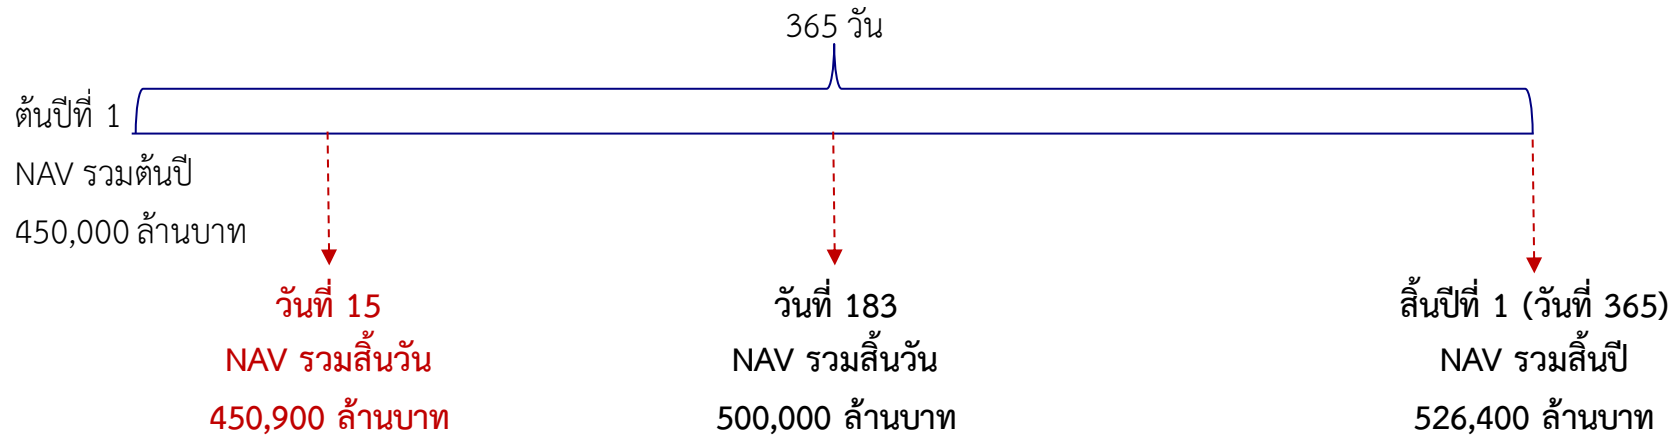 365 วัน
ต้นปีที่ 1
NAV รวมต้นปี
450,000 ล้านบาท
วันที่ 15
NAV รวมสิ้นวัน
450,900 ล้านบาท
วันที่ 183
NAV รวมสิ้นวัน
500,000 ล้านบาท
สิ้นปีที่ 1 (วันที่ 365)
NAV รวมสิ้นปี
526,400 ล้านบาท